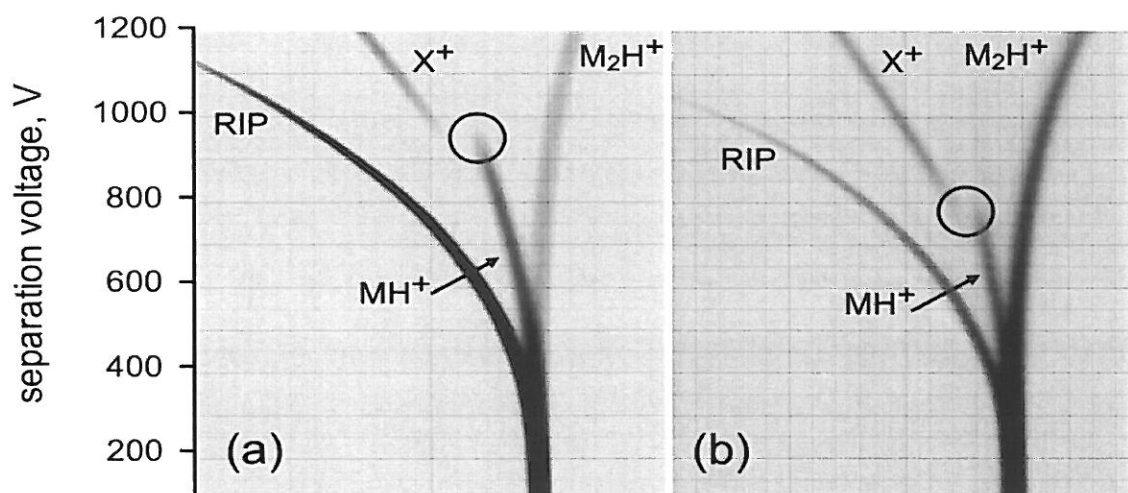 separation voltage, V
1200
1000
800
600
400
200
X⁺
M₂H⁺
RIP
MH⁺
(a)
X⁺
M₂H⁺
RIP
MH⁺
(b)